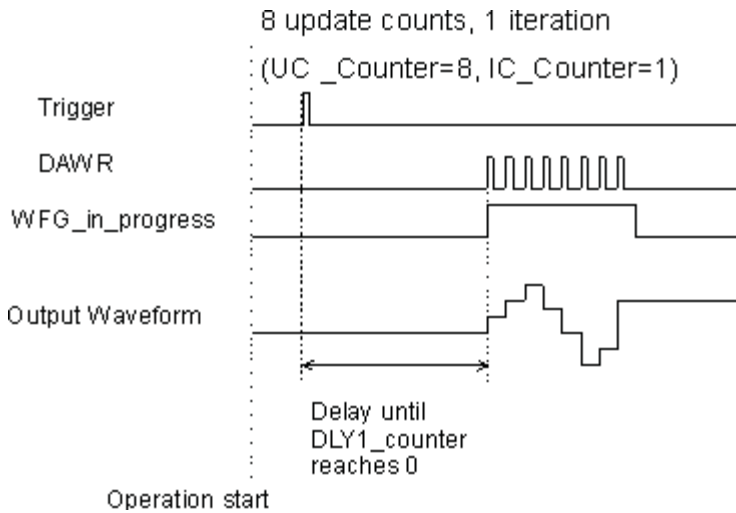 8 update counts, 1 iteration
(UC _Counter=8, IC_Counter=1)
Trigger
DAWR
WFG_in_progress
Output Waveform
Delay until
DLY1_counter
reaches 0
Operation start